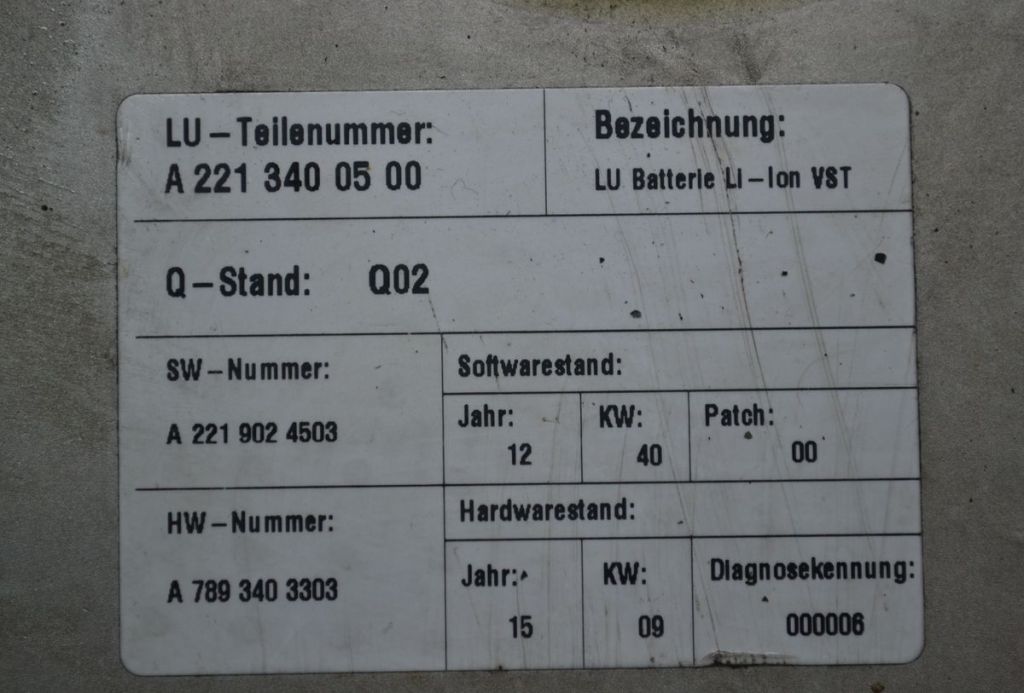 LU-Teilenummer:
A 221 340 05 00
Bezeichnung:
LU Batterie Li-Ion VST
Q-Stand: Q02
SW-Nummer:
A 221 902 4503
Softwarestand:
Jahr: KW: Patch:
12 40 00
HW-Nummer:
A 789 340 3303
Hardwarestand:
Jahr: KW: Diagnosekennung:
15 09 000006